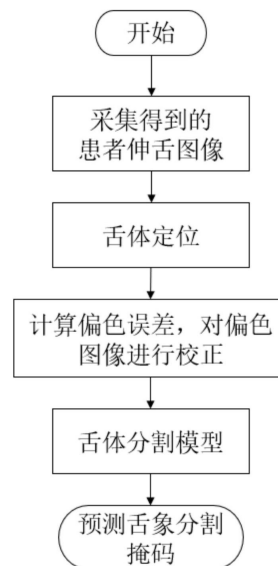 开始
采集得到的
患者伸舌图像
舌体定位
计算偏色误差，对偏色
图像进行校正
舌体分割模型
预测舌象分割
掩码